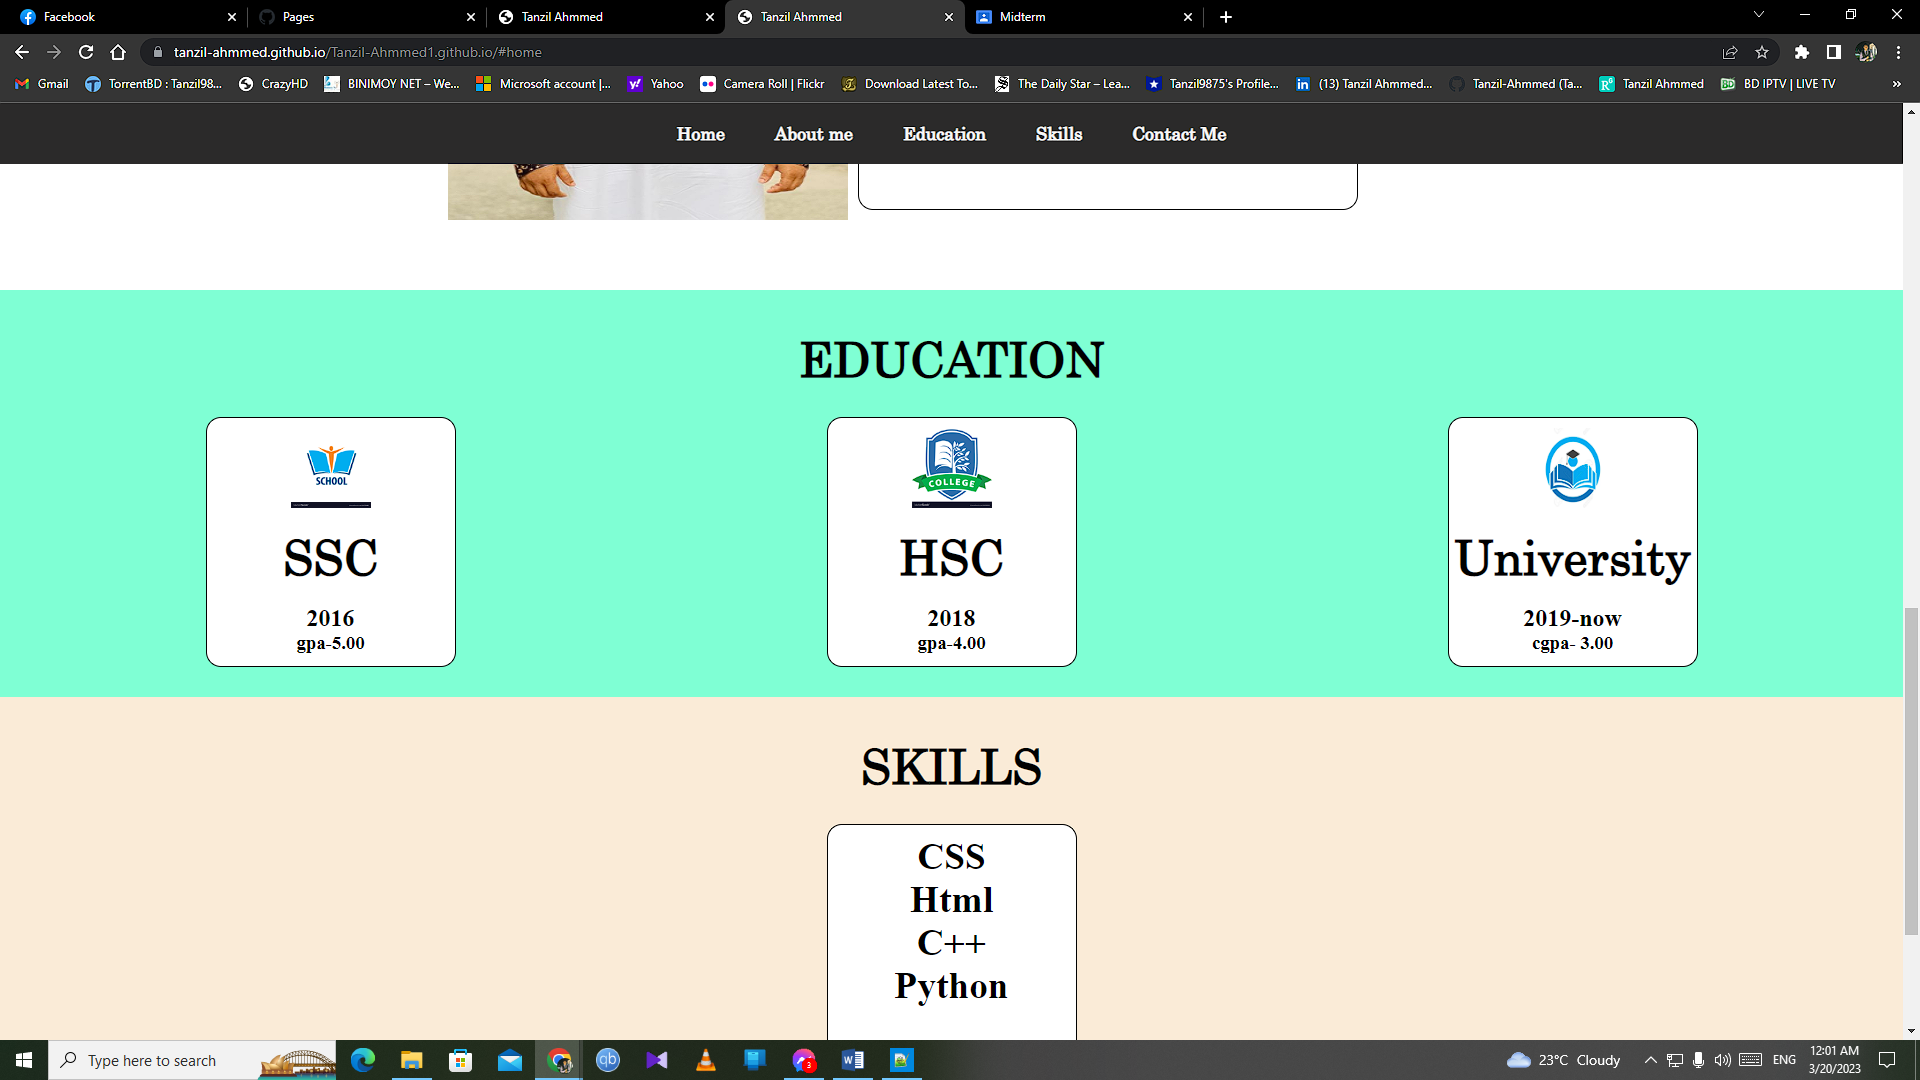 Facebook
Pages
Tanzil Ahmmed
Tanzil Ahmmed
Midterm
tanzil-ahmmed.github.io/Tanzil-Ahmmed1.github.io/#home
Gmail
TorrentBD : Tanzil98...
CrazyHD
BINIMOY NET – We...
Microsoft account |...
Yahoo
Camera Roll | Flickr
Download Latest To...
The Daily Star – Lea...
Tanzil9875's Profile...
(13) Tanzil Ahmmed...
Tanzil-Ahmmed (Ta...
Tanzil Ahmmed
BD IPTV | LIVE TV
»
Home
About me
Education
Skills
Contact Me
EDUCATION
SCHOOL
SSC
2016
gpa-5.00
COLLEGE
HSC
2018
gpa-4.00
University
2019-now
cgpa- 3.00
SKILLS
CSS
Html
C++
Python
Type here to search
qb
3
23°C Cloudy
ENG
12:01 AM
3/20/2023